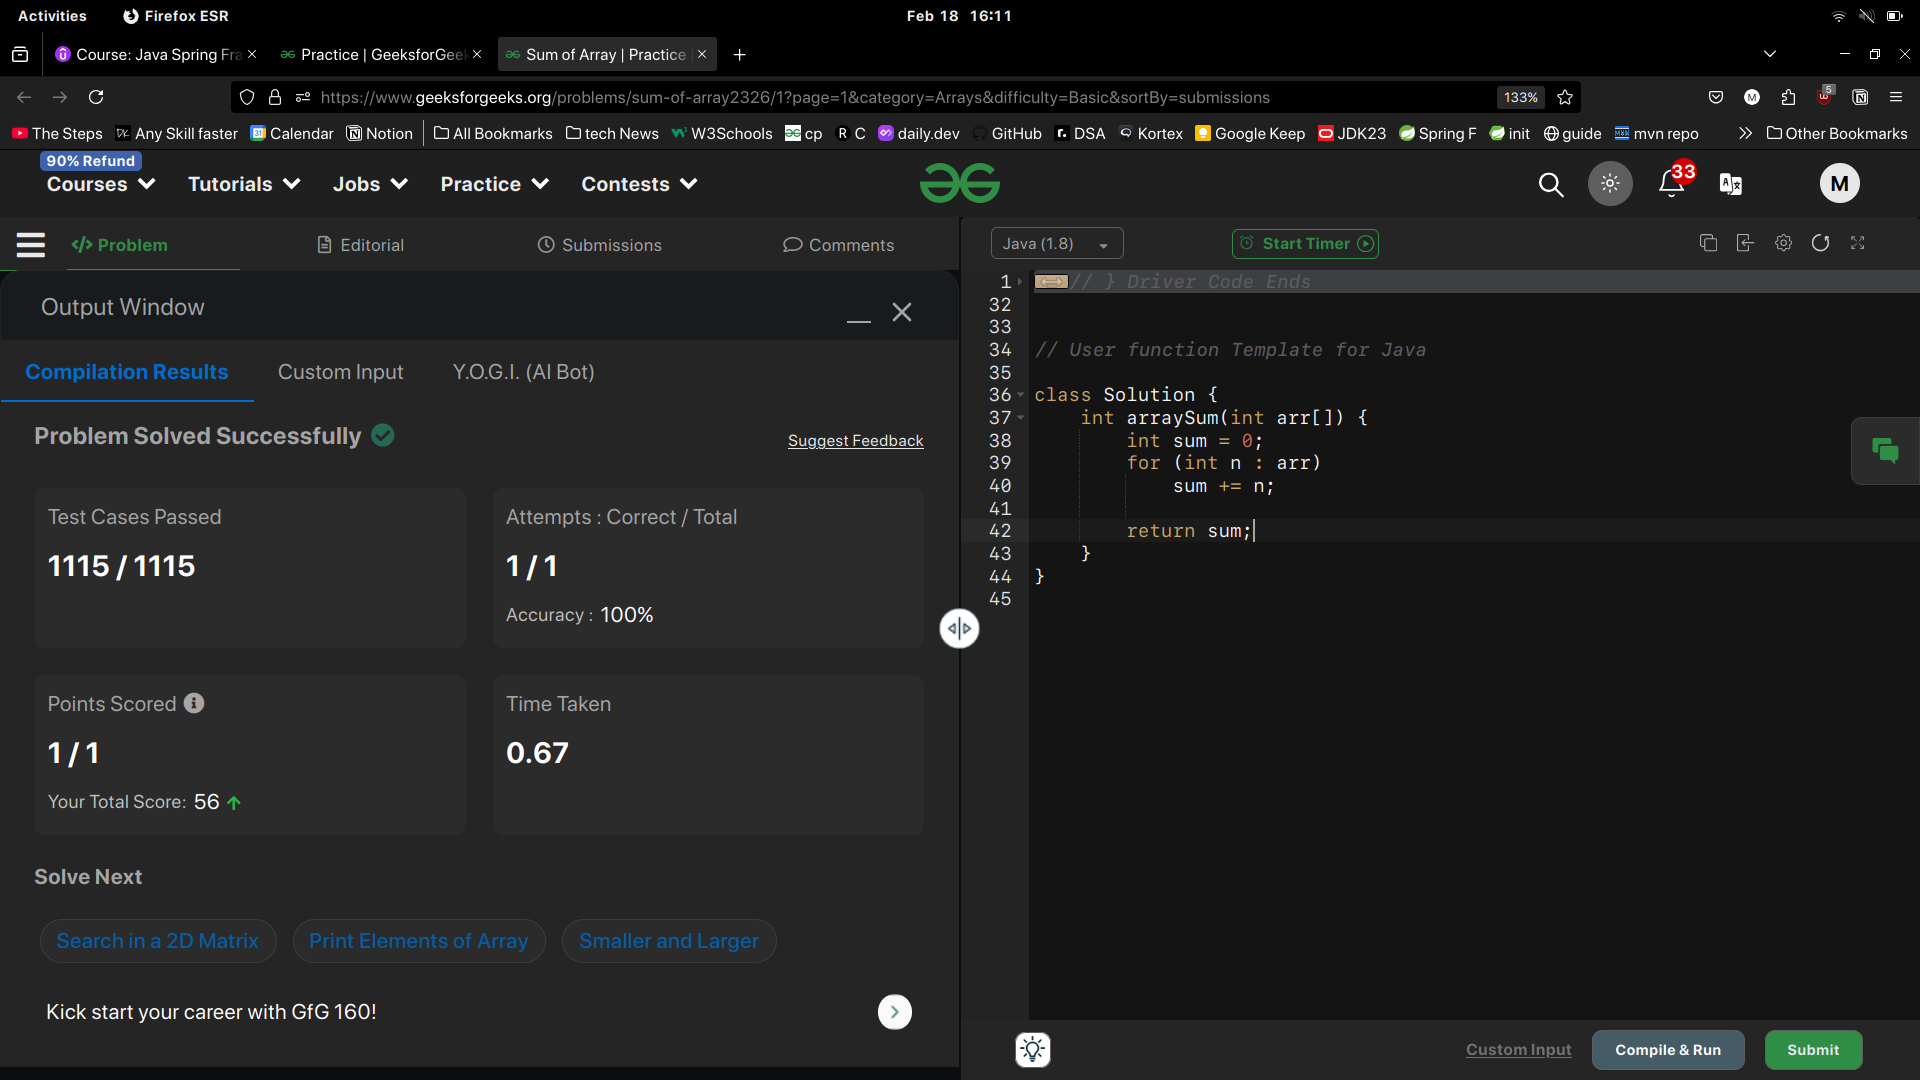 Activities
Firefox ESR
Feb 18 16:11
Course: Java Spring Fra
Practice | GeeksforGeek
Sum of Array | Practice
https://www.geeksforgeeks.org/problems/sum-of-array2326/1?page=1&category=Arrays&difficulty=Basic&sortBy=submissions
133%
M
5
The Steps
Any Skill faster
31
Calendar
Notion
All Bookmarks
tech News
W3Schools
cp
R
C
daily.dev
GitHub
r.
DSA
Kortex
Google Keep
JDK23
Spring F
init
guide
mvn repo
Other Bookmarks
90% Refund
Courses
Tutorials
Jobs
Practice
Contests
33
M
</> Problem
Editorial
Submissions
Comments
Java (1.8)
Start Timer
Output Window
Compilation Results
Custom Input
Y.O.G.I. (AI Bot)
Problem Solved Successfully
Suggest Feedback
Test Cases Passed
1115 / 1115
Attempts : Correct / Total
1 / 1
Accuracy : 100%
Points Scored
1 / 1
Your Total Score: 56
Time Taken
0.67
Solve Next
Search in a 2D Matrix
Print Elements of Array
Smaller and Larger
Kick start your career with GfG 160!
1 // } Driver Code Ends
32
33
34 // User function Template for Java
35
36 class Solution {
37 int arraySum(int arr[]) {
38 int sum = 0;
39 for (int n : arr)
40 sum += n;
41
42 return sum;
43 }
44 }
45
Custom Input
Compile & Run
Submit